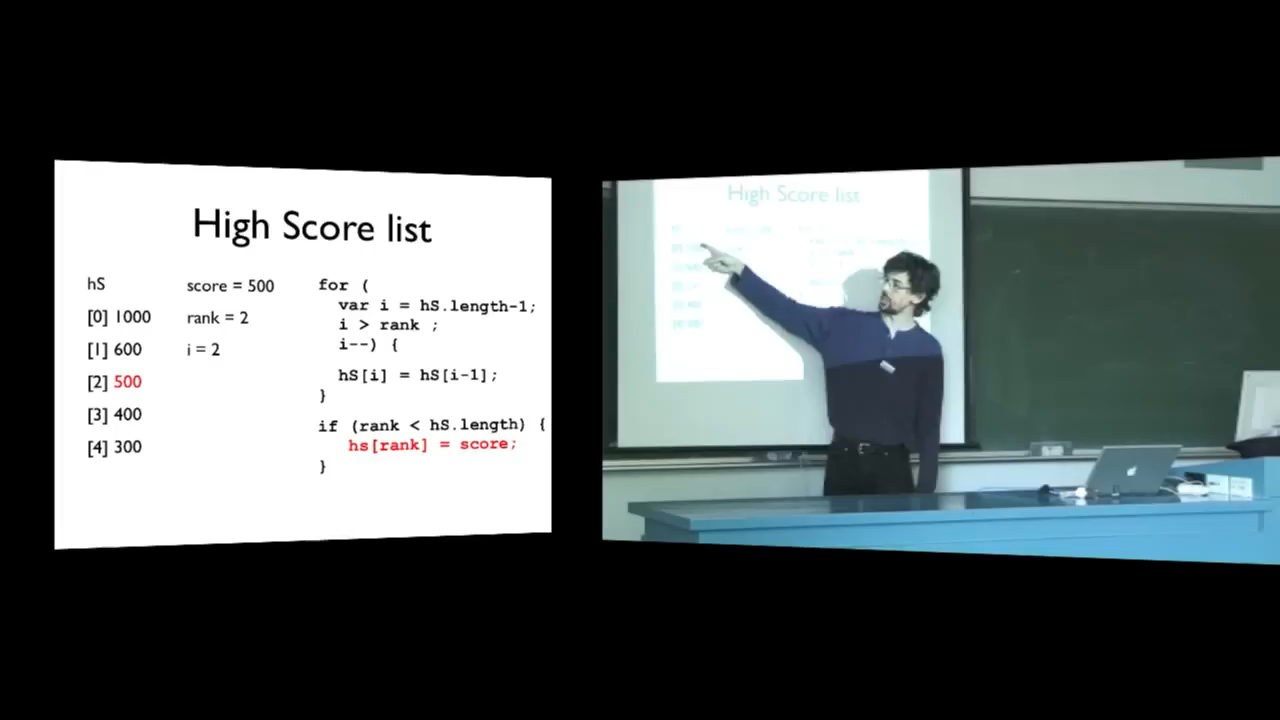 High Score list
hS
[0] 1000
[1] 600
[2] 500
[3] 400
[4] 300
score = 500
rank = 2
i = 2
for (
var i = hS.length-1;
i > rank ;
i--) {
hS[i] = hS[i-1];
}
if (rank < hS.length) {
hs[rank] = score;
}
High Score list